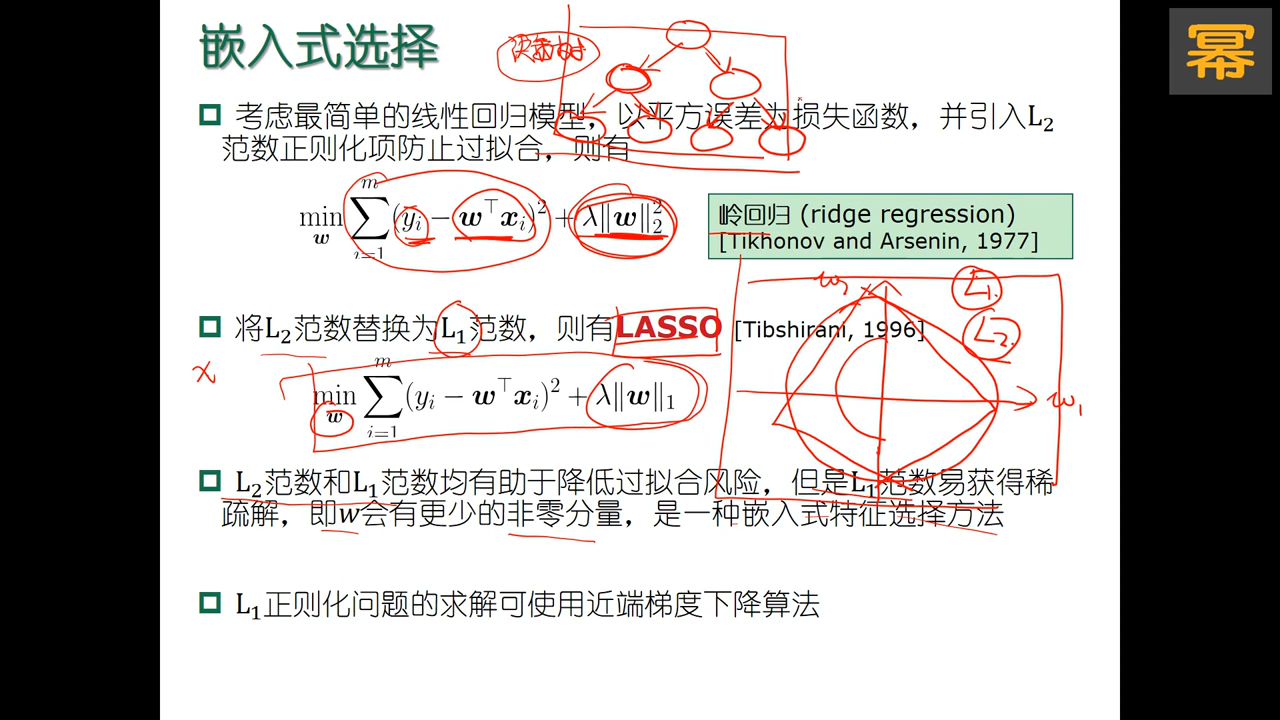 嵌入式选择
决策树
幂
考虑最简单的线性回归模型，以平方误差为损失函数，并引入L₂
范数正则化项防止过拟合，则有
min_w ∑_{i=1}^{m} (y_i − w^⊤x_i)² + λ‖w‖₂²
岭回归 (ridge regression)
[Tikhonov and Arsenin, 1977]
L₁.
L₂
w₁
将L₂范数替换为L₁范数，则有LASSO [Tibshirani, 1996]
x
min_w ∑_{i=1}^{m} (y_i − w^⊤x_i)² + λ‖w‖₁
L₂范数和L₁范数均有助于降低过拟合风险，但是L₁范数易获得稀
疏解，即w会有更少的非零分量，是一种嵌入式特征选择方法
L₁正则化问题的求解可使用近端梯度下降算法